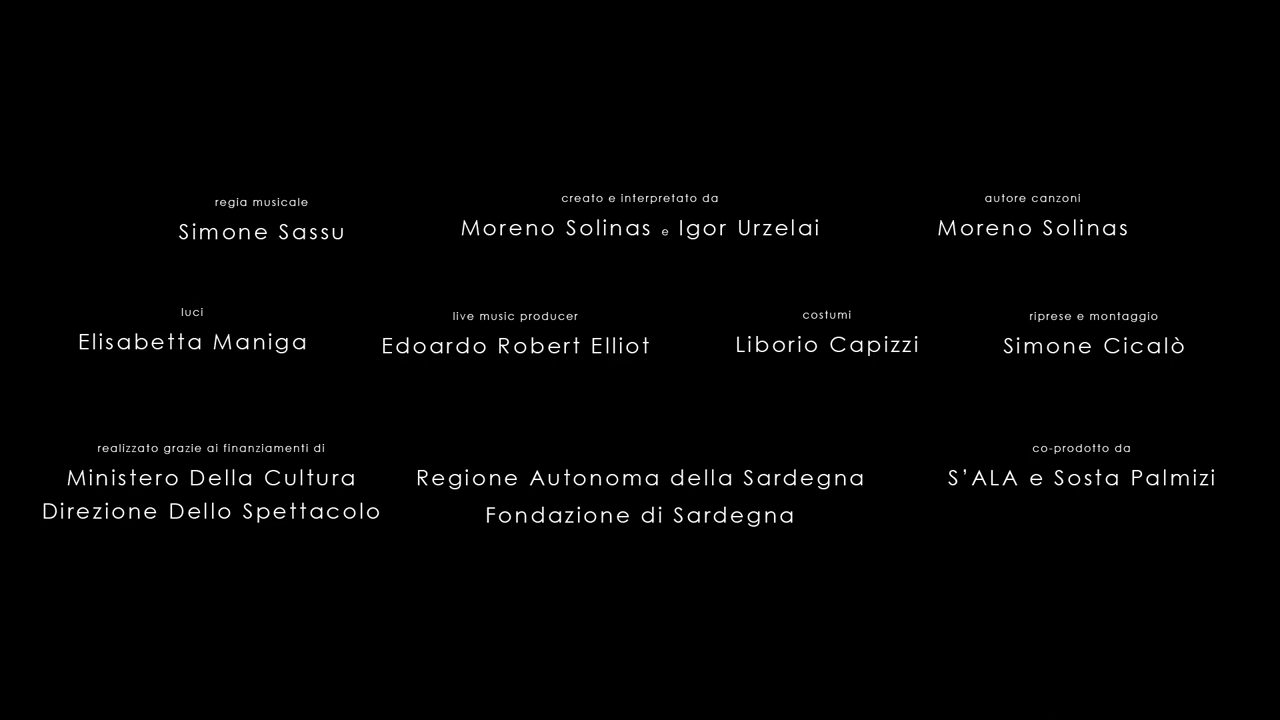 regia musicale
Simone Sassu
creato e interpretato da
Moreno Solinas e Igor Urzelai
autore canzoni
Moreno Solinas
luci
Elisabetta Maniga
live music producer
Edoardo Robert Elliot
costumi
Liborio Capizzi
riprese e montaggio
Simone Cicalò
realizzato grazie ai finanziamenti di
Ministero Della Cultura
Direzione Dello Spettacolo
Regione Autonoma della Sardegna
Fondazione di Sardegna
co-prodotto da
S’ALA e Sosta Palmizi